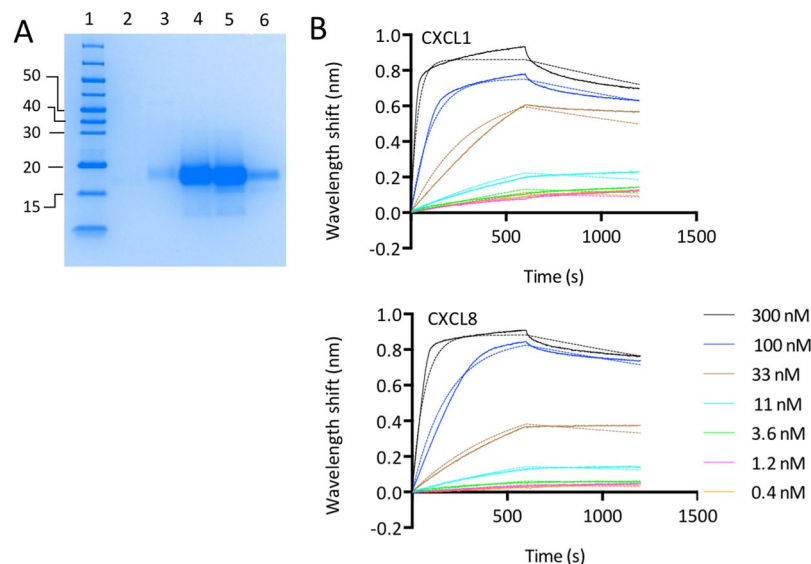 A
1 2 3 4 5 6
50
40
30
20
15
B
CXCL1
Wavelength shift (nm)
1.0
0.8
0.6
0.4
0.2
0.0
-0.2
500 1000 1500
Time (s)
CXCL8
Wavelength shift (nm)
1.0
0.8
0.6
0.4
0.2
0.0
-0.2
500 1000 1500
Time (s)
300 nM
100 nM
33 nM
11 nM
3.6 nM
1.2 nM
0.4 nM